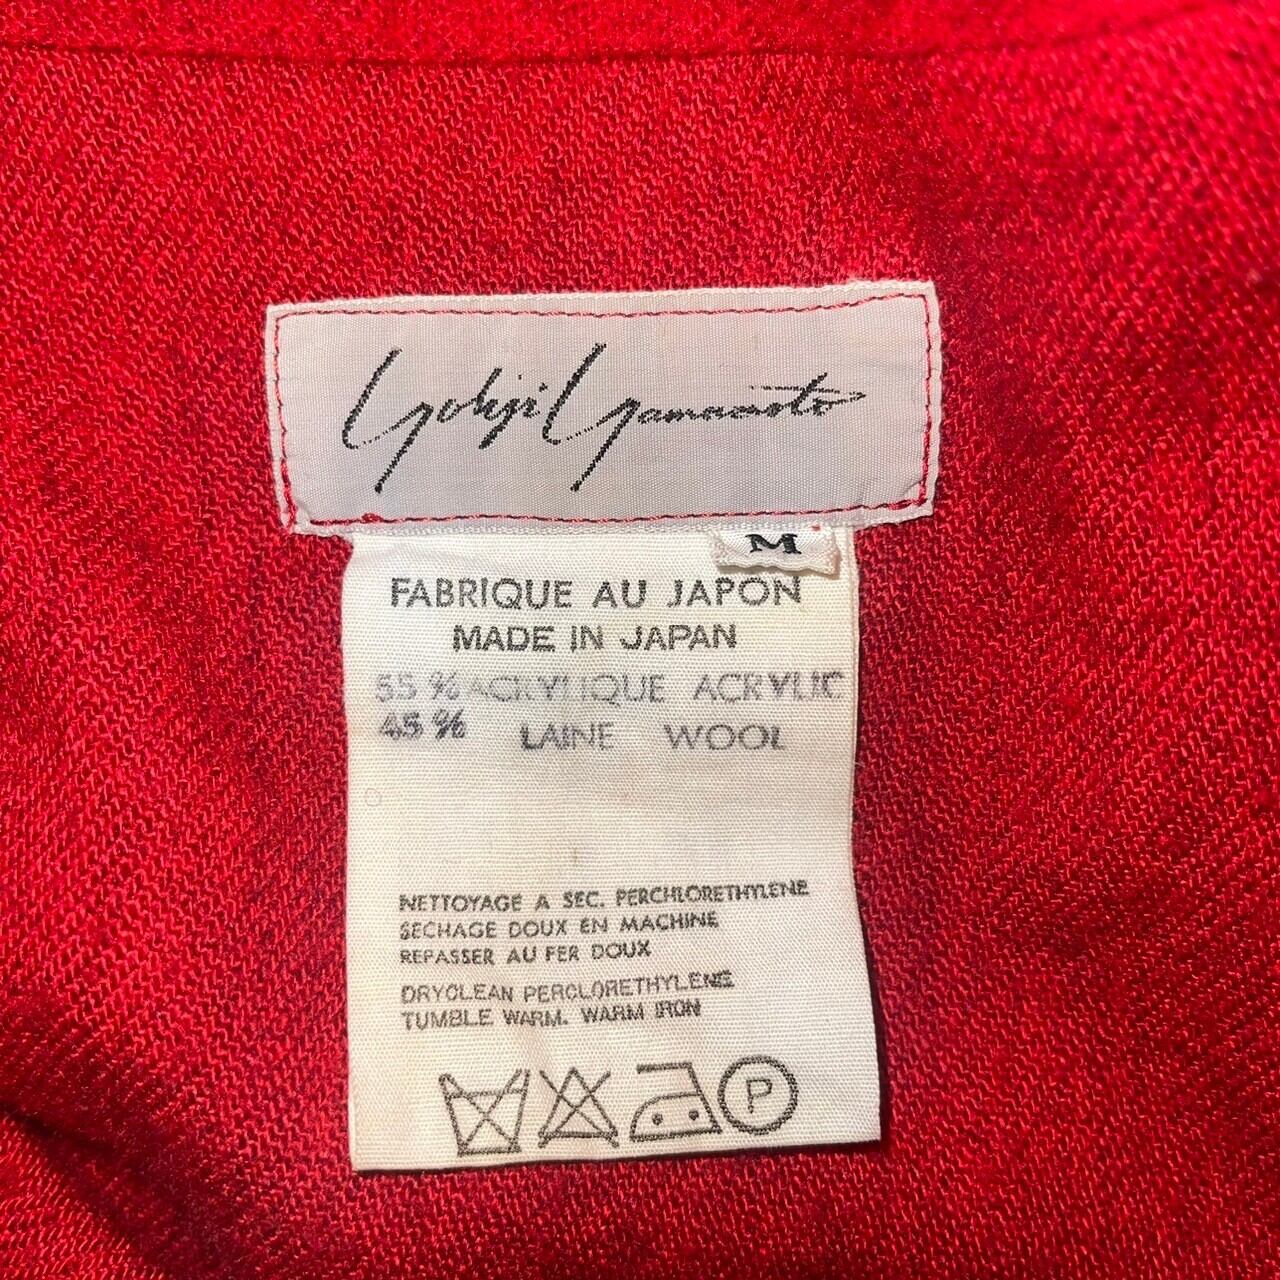 Yohji Yamamoto
M
FABRIQUE AU JAPON
MADE IN JAPAN
55 % ACRYLIQUE ACRYLIC
45 % LAINE WOOL
NETTOYAGE A SEC. PERCHLORETHYLENE
SECHAGE DOUX EN MACHINE
REPASSER AU FER DOUX
DRYCLEAN PERCLORETHYLENE
TUMBLE WARM. WARM IRON
P